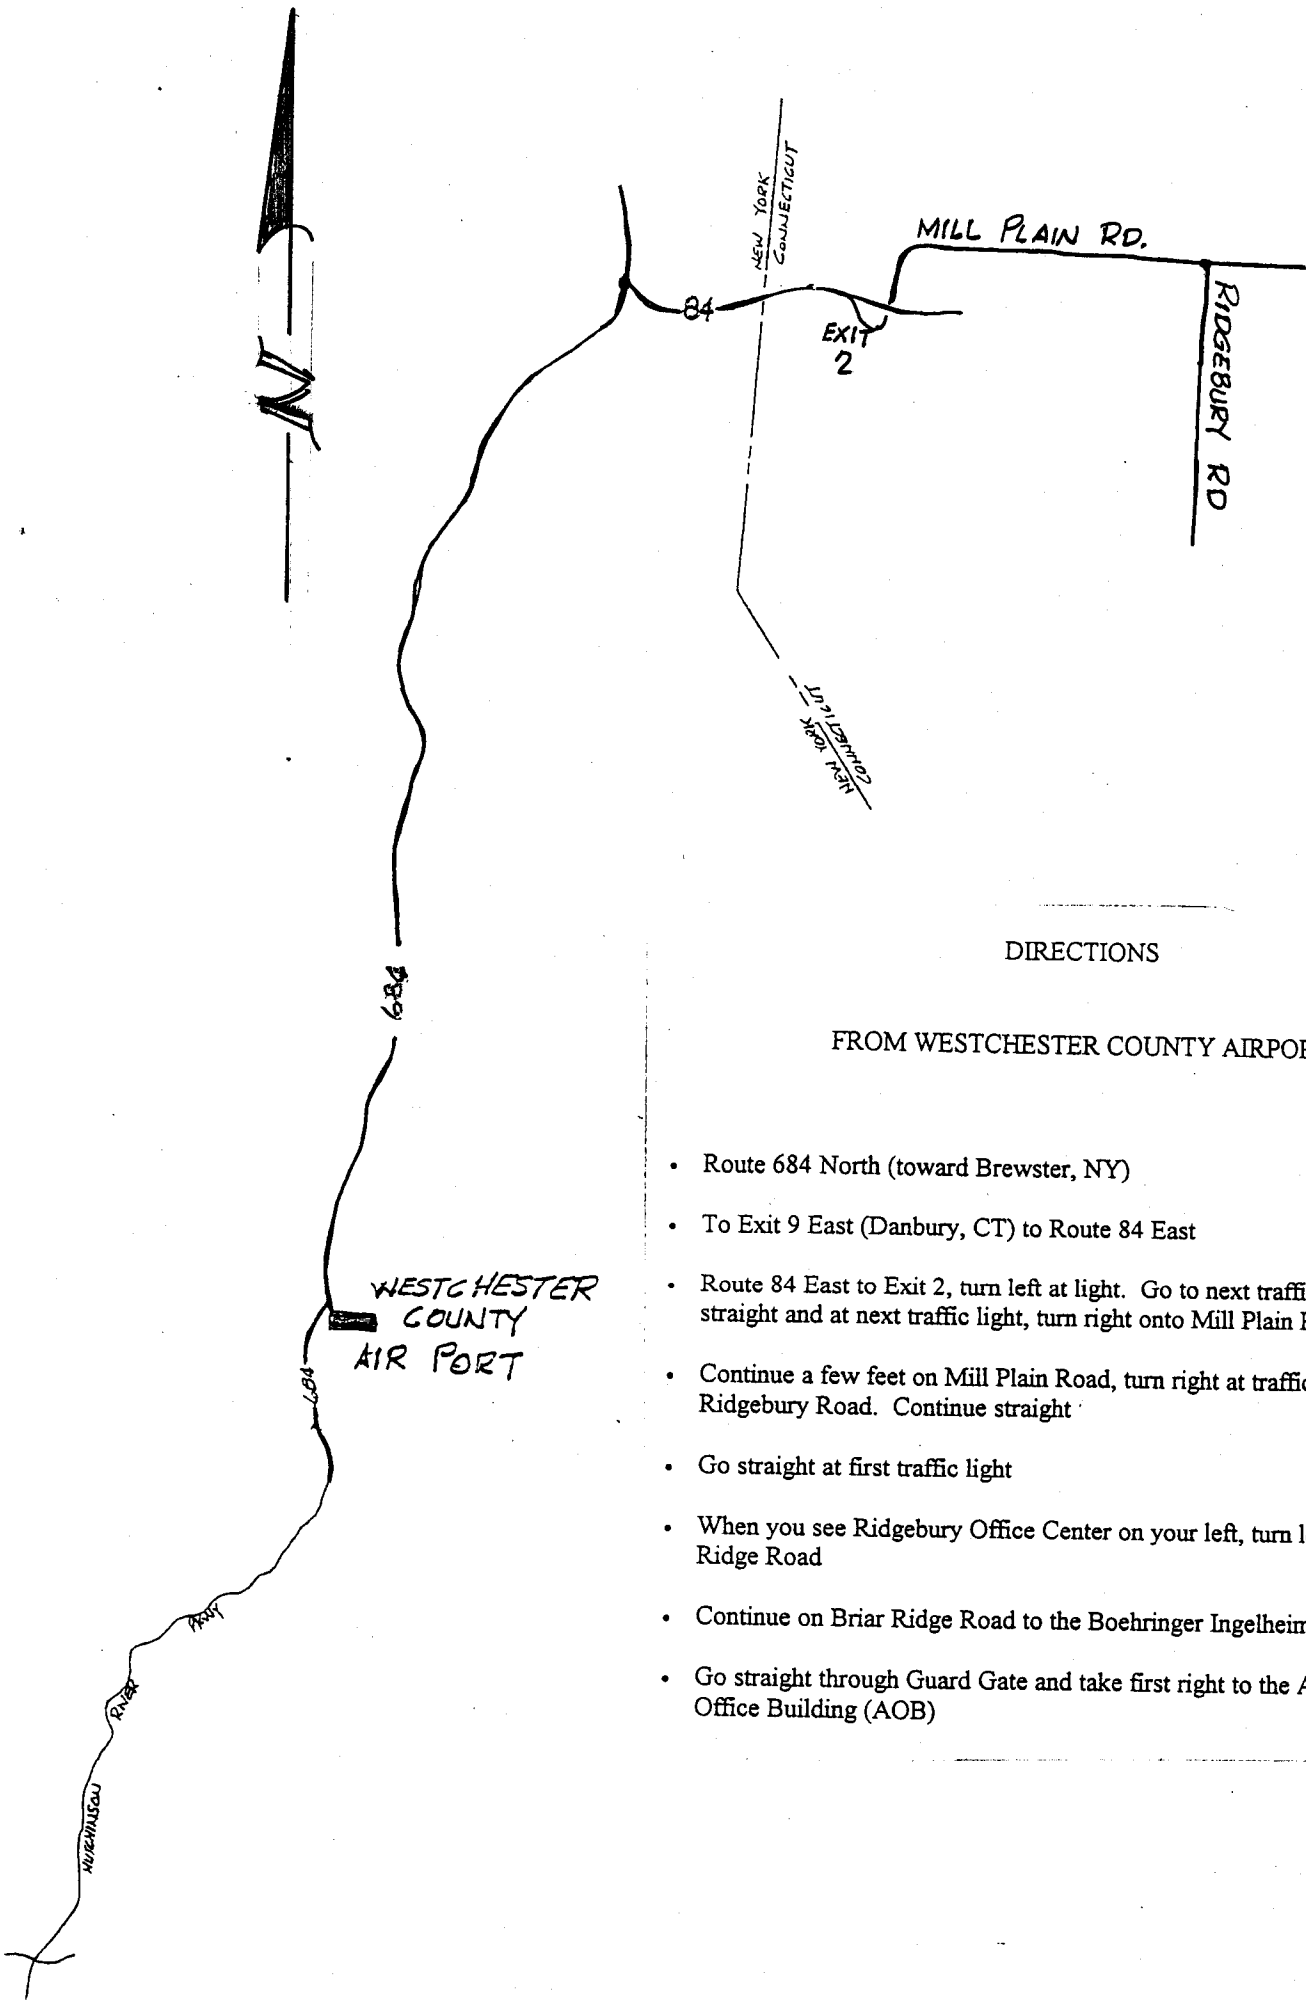 N
NEW YORK
CONNECTICUT
MILL PLAIN RD.
84
EXIT
2
RIDGEBURY RD
NEW YORK
CONNECTICUT
684
WESTCHESTER
COUNTY
AIR PORT
684
PKWY
RIVER
HUTCHINSON
DIRECTIONS
FROM WESTCHESTER COUNTY AIRPO
• Route 684 North (toward Brewster, NY)
• To Exit 9 East (Danbury, CT) to Route 84 East
• Route 84 East to Exit 2, turn left at light. Go to next traffi
straight and at next traffic light, turn right onto Mill Plain
• Continue a few feet on Mill Plain Road, turn right at traffic
Ridgebury Road. Continue straight
• Go straight at first traffic light
• When you see Ridgebury Office Center on your left, turn l
Ridge Road
• Continue on Briar Ridge Road to the Boehringer Ingelheim
• Go straight through Guard Gate and take first right to the A
Office Building (AOB)